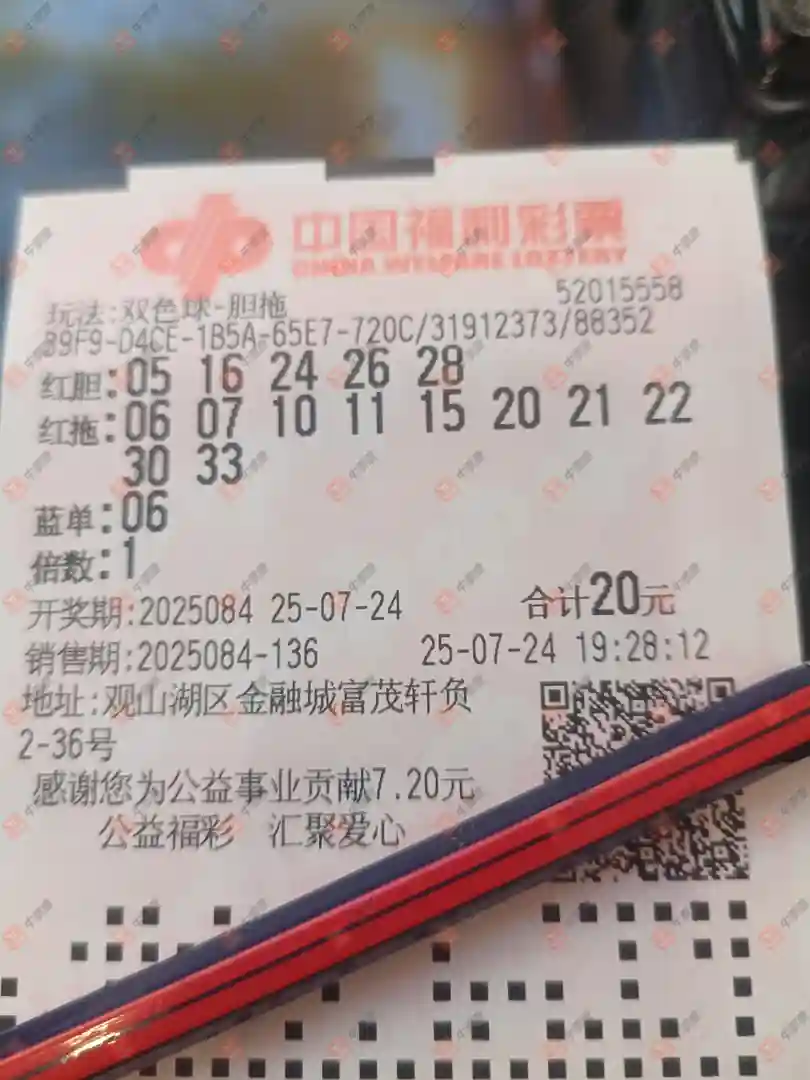 中国福利彩票
CHINA WELFARE LOTTERY
玩法:双色球-胆拖 52015558
B9F9-D4CE-1B5A-65E7-720C/31912373/88352
红胆:05 16 24 26 28
红拖:06 07 10 11 15 20 21 22
30 33
蓝单:06
倍数:1
开奖期:2025084 25-07-24 合计20元
销售期:2025084-136 25-07-24 19:28:12
地址:观山湖区金融城富茂轩负
2-36号
感谢您为公益事业贡献7.20元
公益福彩 汇聚爱心